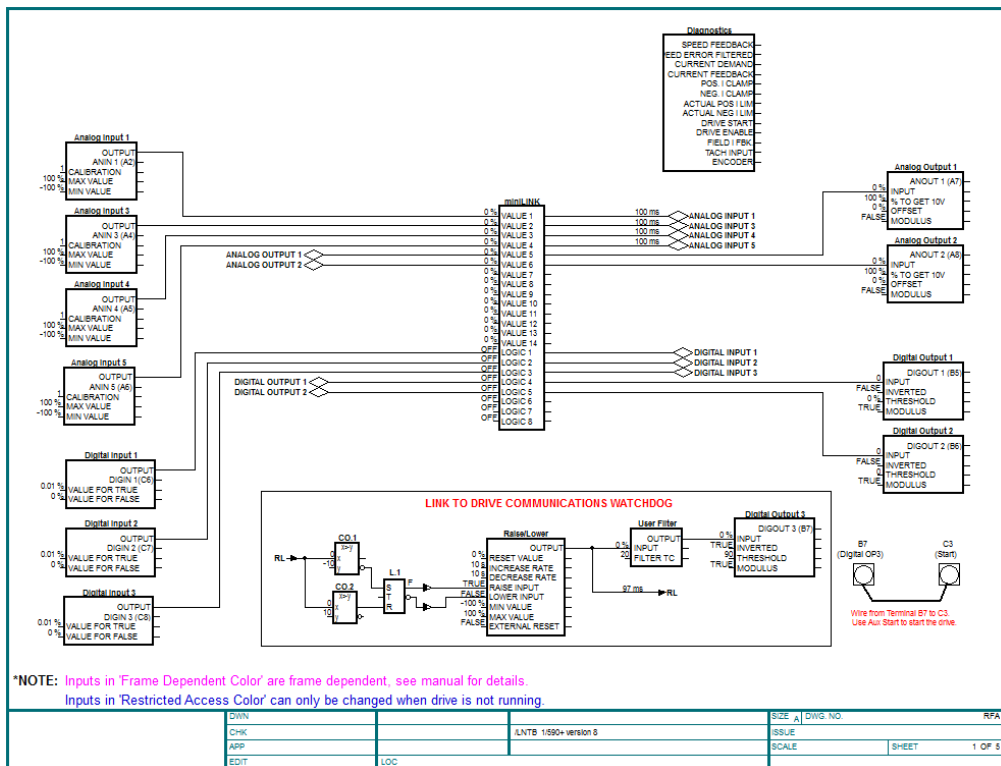 Diagnostics
SPEED FEEDBACK
EED ERROR FILTERED
CURRENT DEMAND
CURRENT FEEDBACK
POS. I CLAMP
NEG. I CLAMP
ACTUAL POS I LIM
ACTUAL NEG I LIM
DRIVE START
DRIVE ENABLE
FIELD I FBK.
TACH INPUT
ENCODER
Analog Input 1
OUTPUT
ANIN 1 (A2)
1 CALIBRATION
100 % MAX VALUE
-100 % MIN VALUE
Analog Input 3
OUTPUT
ANIN 3 (A4)
1 CALIBRATION
100 % MAX VALUE
-100 % MIN VALUE
Analog Input 4
OUTPUT
ANIN 4 (A5)
1 CALIBRATION
100 % MAX VALUE
-100 % MIN VALUE
Analog Input 5
OUTPUT
ANIN 5 (A6)
1 CALIBRATION
100 % MAX VALUE
-100 % MIN VALUE
Digital Input 1
OUTPUT
DIGIN 1(C6)
0.01 % VALUE FOR TRUE
0 % VALUE FOR FALSE
Digital Input 2
OUTPUT
DIGIN 2 (C7)
0.01 % VALUE FOR TRUE
0 % VALUE FOR FALSE
Digital Input 3
OUTPUT
DIGIN 3 (C8)
0.01 % VALUE FOR TRUE
0 % VALUE FOR FALSE
ANALOG OUTPUT 1
ANALOG OUTPUT 2
DIGITAL OUTPUT 1
DIGITAL OUTPUT 2
miniLINK
0 % VALUE 1
0 % VALUE 2
0 % VALUE 3
0 % VALUE 4
0 % VALUE 5
0 % VALUE 6
0 % VALUE 7
0 % VALUE 8
0 % VALUE 9
0 % VALUE 10
0 % VALUE 11
0 % VALUE 12
0 % VALUE 13
0 % VALUE 14
OFF LOGIC 1
OFF LOGIC 2
OFF LOGIC 3
OFF LOGIC 4
OFF LOGIC 5
OFF LOGIC 6
OFF LOGIC 7
OFF LOGIC 8
100 ms ANALOG INPUT 1
100 ms ANALOG INPUT 3
100 ms ANALOG INPUT 4
100 ms ANALOG INPUT 5
DIGITAL INPUT 1
DIGITAL INPUT 2
DIGITAL INPUT 3
Analog Output 1
ANOUT 1 (A7)
0 % INPUT
100 % % TO GET 10V
0 % OFFSET
FALSE MODULUS
Analog Output 2
ANOUT 2 (A8)
0 % INPUT
100 % % TO GET 10V
0 % OFFSET
FALSE MODULUS
Digital Output 1
DIGOUT 1 (B5)
0 INPUT
FALSE INVERTED
0 % THRESHOLD
TRUE MODULUS
Digital Output 2
DIGOUT 2 (B6)
0 INPUT
FALSE INVERTED
0 THRESHOLD
TRUE MODULUS
LINK TO DRIVE COMMUNICATIONS WATCHDOG
RL
CO.1
x>y
0 x
-10 y
CO.2
x>y
0 x
10 y
L.1
S F
T
R
Raise/Lower
OUTPUT
0 % RESET VALUE
10 s INCREASE RATE
10 s DECREASE RATE
TRUE RAISE INPUT
FALSE LOWER INPUT
-100 % MIN VALUE
100 % MAX VALUE
FALSE EXTERNAL RESET
User Filter
OUTPUT
0 % INPUT
20 FILTER TC
97 ms RL
Digital Output 3
DIGOUT 3 (B7)
0 % INPUT
TRUE INVERTED
90 THRESHOLD
TRUE MODULUS
B7
(Digital OP3)
C3
(Start)
Wire from Terminal B7 to C3.
Use Aux Start to start the drive.
*NOTE: Inputs in 'Frame Dependent Color' are frame dependent, see manual for details.
Inputs in 'Restricted Access Color' can only be changed when drive is not running.
DWN
CHK
APP
EDIT
LOC
/LNTB 1/590+ version 8
SIZE A DWG. NO. RFA
ISSUE
SCALE SHEET 1 OF 5